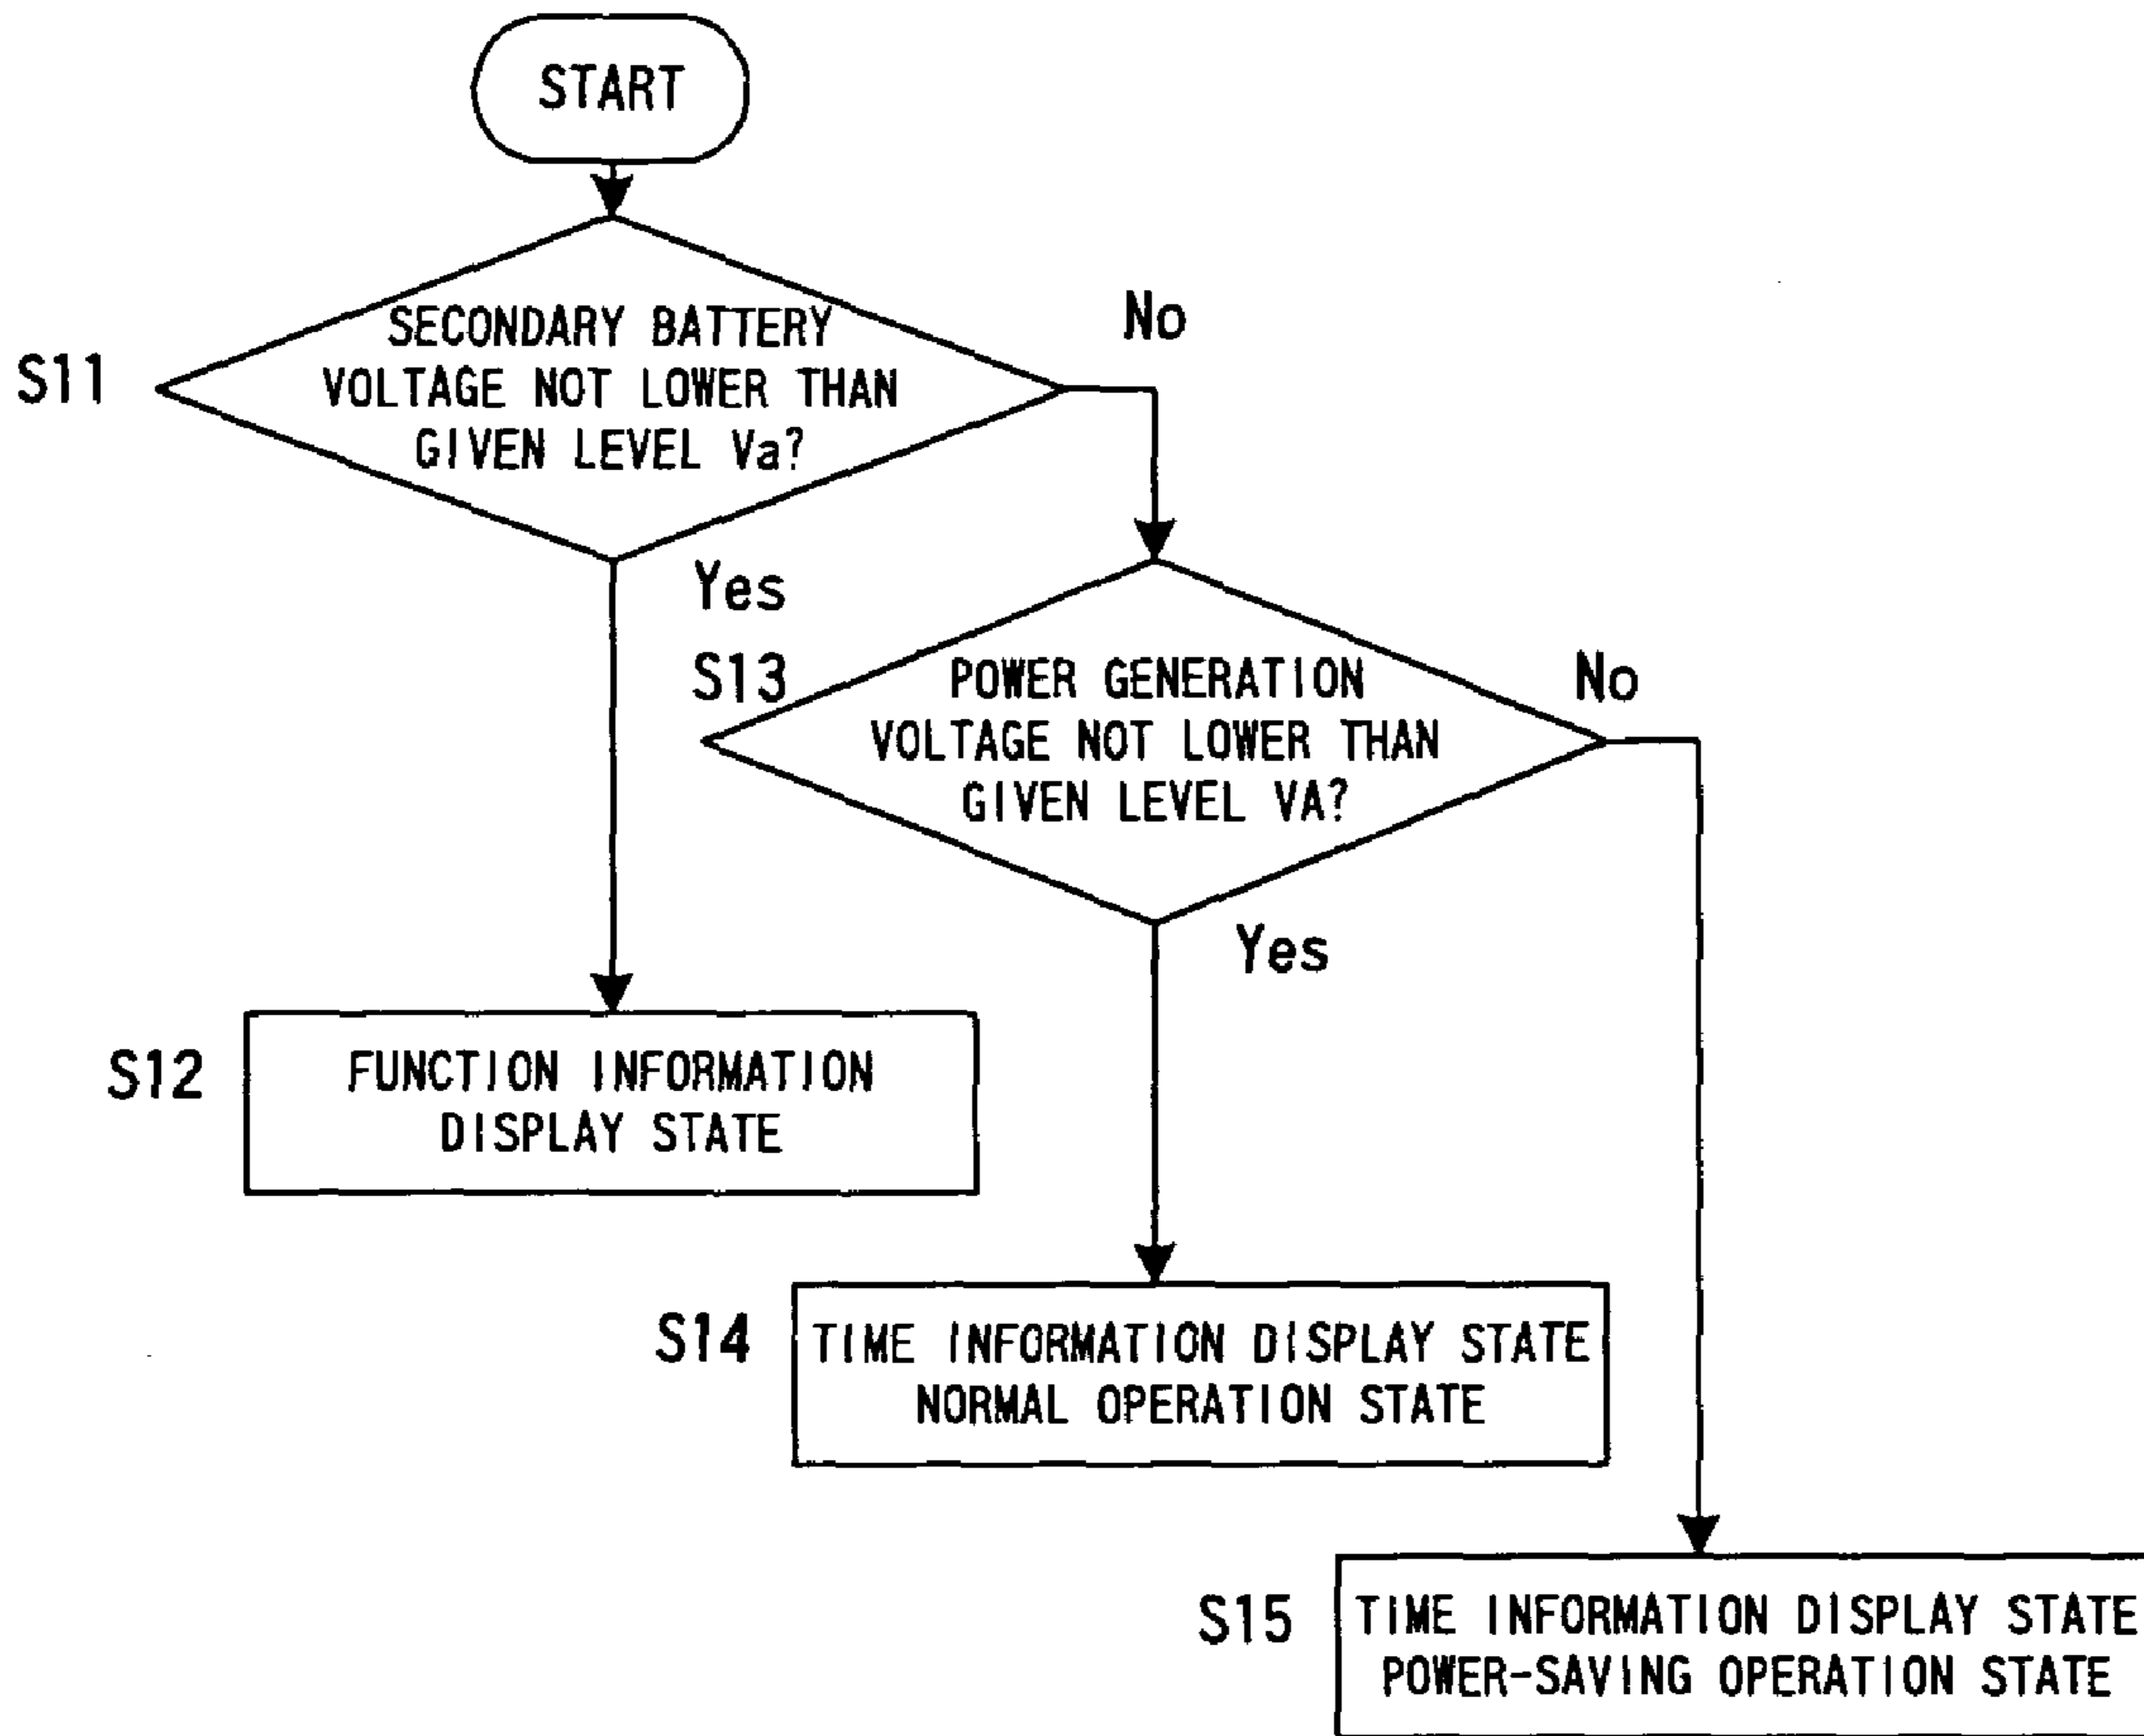 START
S11
SECONDARY BATTERY
VOLTAGE NOT LOWER THAN
GIVEN LEVEL Va?
No
Yes
S13
POWER GENERATION
VOLTAGE NOT LOWER THAN
GIVEN LEVEL VA?
No
Yes
S12
FUNCTION INFORMATION
DISPLAY STATE
S14
TIME INFORMATION DISPLAY STATE
NORMAL OPERATION STATE
S15
TIME INFORMATION DISPLAY STATE
POWER-SAVING OPERATION STATE